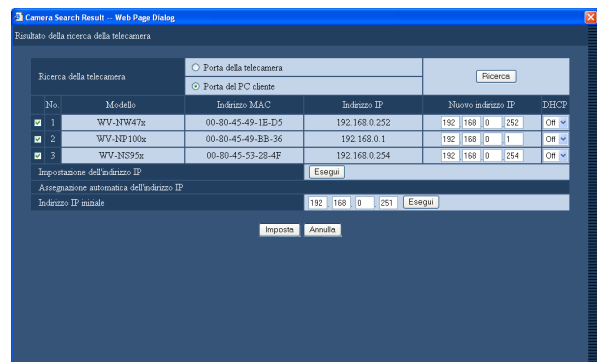 Camera Search Result -- Web Page Dialog
Risultato della ricerca della telecamera
Ricerca della telecamera
Porta della telecamera
Porta del PC cliente
Ricerca
No. Modello Indirizzo MAC Indirizzo IP Nuovo indirizzo IP DHCP
1 WV-NW47x 00-80-45-49-1E-D5 192.168.0.252 192 168 0 252 Off
2 WV-NP100x 00-80-45-49-BB-36 192.168.0.1 192 168 0 1 Off
3 WV-NS95x 00-80-45-53-28-4F 192.168.0.254 192 168 0 254 Off
Impostazione dell'indirizzo IP Esegui
Assegnazione automatica dell'indirizzo IP
Indirizzo IP iniziale 192 . 168 . 0 . 251 Esegui
Imposta Annulla